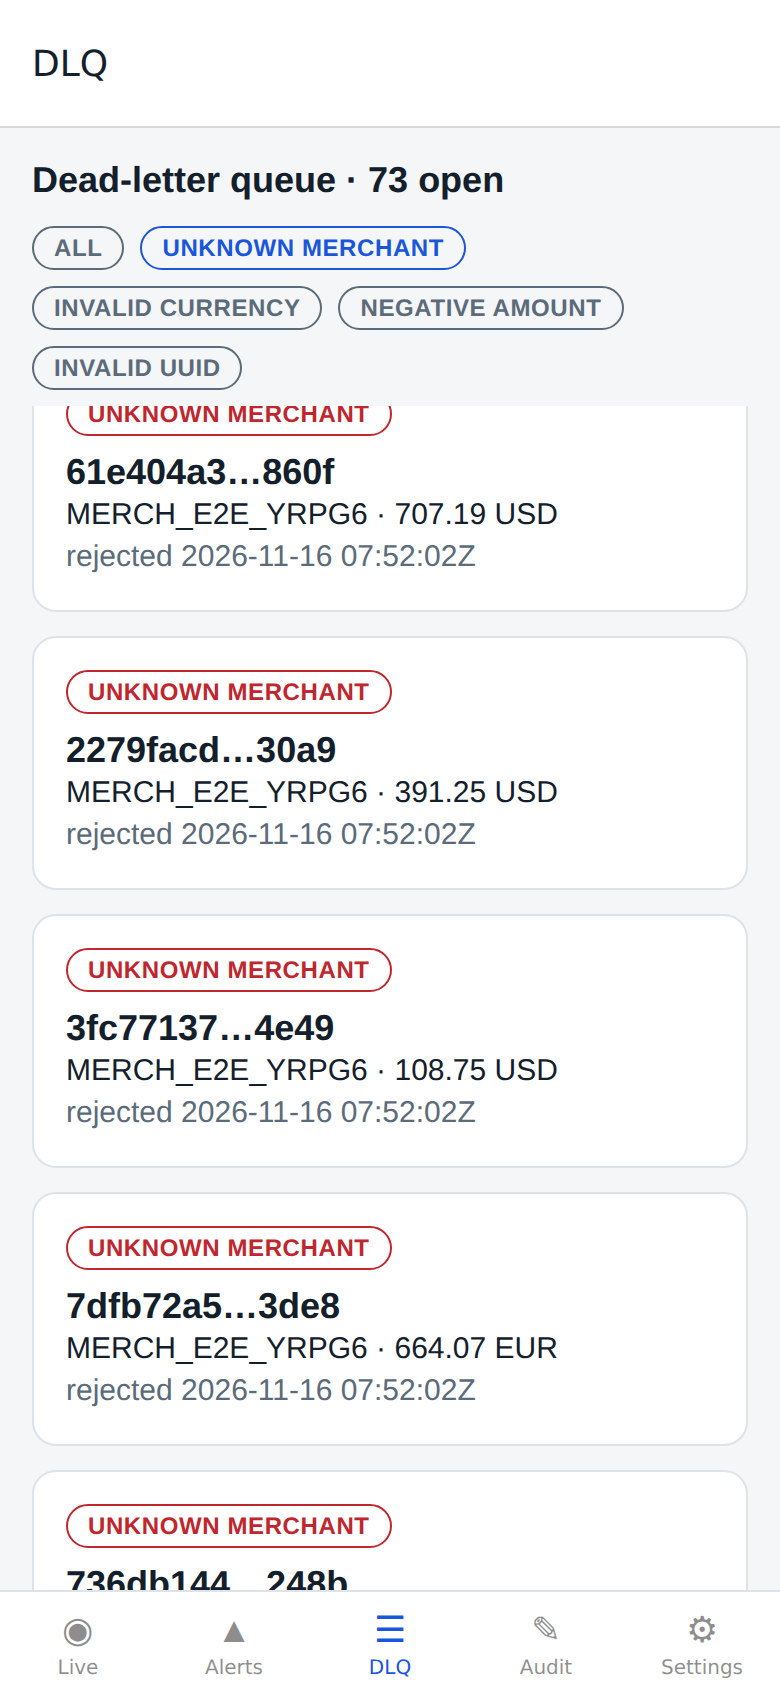 DLQ
Dead-letter queue · 73 open
ALL
UNKNOWN MERCHANT
INVALID CURRENCY
NEGATIVE AMOUNT
INVALID UUID
UNKNOWN MERCHANT
61e404a3…860f
MERCH_E2E_YRPG6 · 707.19 USD
rejected 2026-11-16 07:52:02Z
UNKNOWN MERCHANT
2279facd…30a9
MERCH_E2E_YRPG6 · 391.25 USD
rejected 2026-11-16 07:52:02Z
UNKNOWN MERCHANT
3fc77137…4e49
MERCH_E2E_YRPG6 · 108.75 USD
rejected 2026-11-16 07:52:02Z
UNKNOWN MERCHANT
7dfb72a5…3de8
MERCH_E2E_YRPG6 · 664.07 EUR
rejected 2026-11-16 07:52:02Z
UNKNOWN MERCHANT
736db144…248b
Live
Alerts
DLQ
Audit
Settings